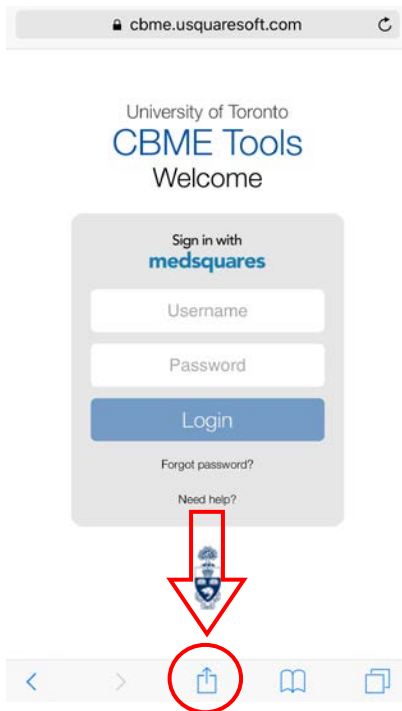 cbme.usquaresoft.com
University of Toronto
CBME Tools
Welcome
Sign in with
medsquares
Username
Password
Login
Forgot password?
Need help?